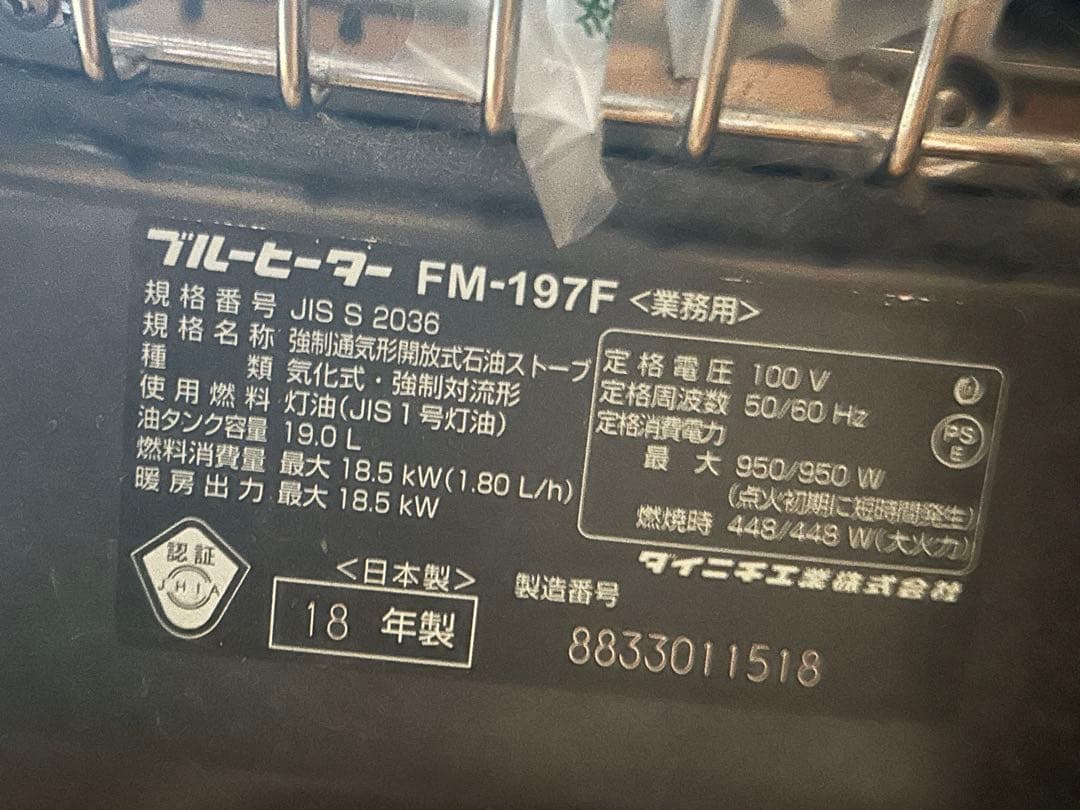 ブルーヒーター FM-197F <業務用>
規格番号 JIS S 2036
規格名称 強制通気形開放式石油ストーブ
種類 気化式・強制対流形
使用燃料 灯油(JIS1号灯油)
油タンク容量 19.0 L
燃料消費量 最大 18.5 kW(1.80 L/h)
暖房出力 最大 18.5 kW
定格電圧 100 V
定格周波数 50/60 Hz
定格消費電力
最大 950/950 W
(点火初期に短時間発生)
燃焼時 448/448 W(大火力)
PS
E
ダイニチ工業株式会社
認証
JHIA
<日本製>
18 年製
製造番号
8833011518